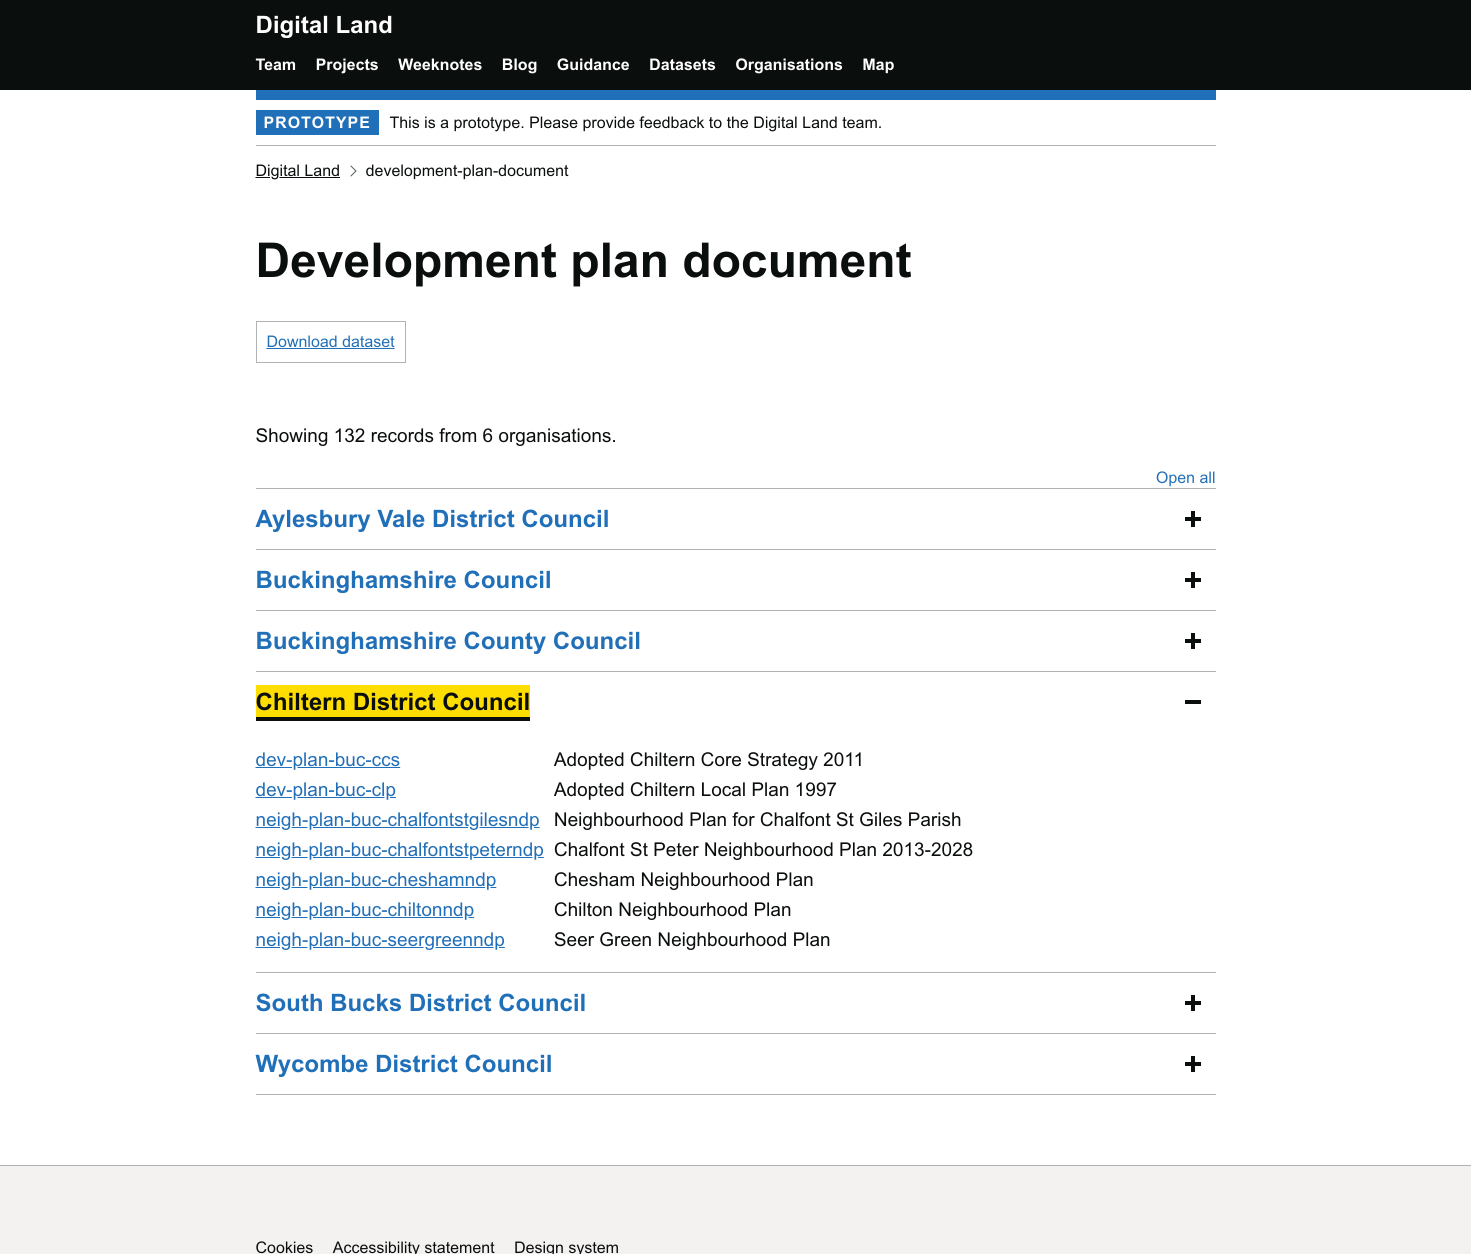 Digital Land
Team Projects Weeknotes Blog Guidance Datasets Organisations Map
PROTOTYPE This is a prototype. Please provide feedback to the Digital Land team.
Digital Land development-plan-document
Development plan document
Download dataset
Showing 132 records from 6 organisations.
Open all
Aylesbury Vale District Council
Buckinghamshire Council
Buckinghamshire County Council
Chiltern District Council
dev-plan-buc-ccs Adopted Chiltern Core Strategy 2011
dev-plan-buc-clp Adopted Chiltern Local Plan 1997
neigh-plan-buc-chalfontstgilesndp Neighbourhood Plan for Chalfont St Giles Parish
neigh-plan-buc-chalfontstpeterndp Chalfont St Peter Neighbourhood Plan 2013-2028
neigh-plan-buc-cheshamndp Chesham Neighbourhood Plan
neigh-plan-buc-chiltonndp Chilton Neighbourhood Plan
neigh-plan-buc-seergreenndp Seer Green Neighbourhood Plan
South Bucks District Council
Wycombe District Council
Cookies Accessibility statement Design system